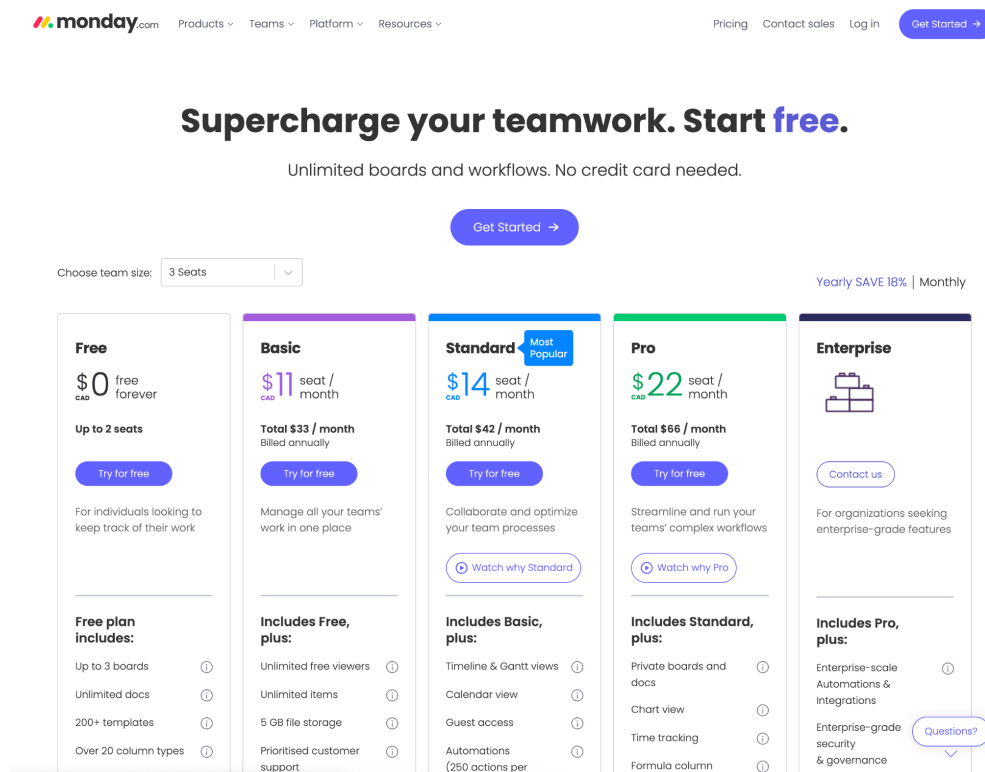 monday.com
Products
Teams
Platform
Resources
Pricing
Contact sales
Log in
Get Started →
Supercharge your teamwork. Start free.
Unlimited boards and workflows. No credit card needed.
Get Started →
Choose team size:
3 Seats
Yearly SAVE 18% | Monthly
Free
$0 CAD free
forever
Up to 2 seats
Try for free
For individuals looking to
keep track of their work
Free plan
includes:
Up to 3 boards
Unlimited docs
200+ templates
Over 20 column types
Basic
$11 CAD seat /
month
Total $33 / month
Billed annually
Try for free
Manage all your teams'
work in one place
Includes Free,
plus:
Unlimited free viewers
Unlimited items
5 GB file storage
Prioritised customer
support
Standard
Most
Popular
$14 CAD seat /
month
Total $42 / month
Billed annually
Try for free
Collaborate and optimize
your team processes
Watch why Standard
Includes Basic,
plus:
Timeline & Gantt views
Calendar view
Guest access
Automations
(250 actions per
Pro
$22 CAD seat /
month
Total $66 / month
Billed annually
Try for free
Streamline and run your
teams' complex workflows
Watch why Pro
Includes Standard,
plus:
Private boards and
docs
Chart view
Time tracking
Formula column
Enterprise
Contact us
For organizations seeking
enterprise-grade features
Includes Pro,
plus:
Enterprise-scale
Automations &
Integrations
Enterprise-grade
security
& governance
Questions?